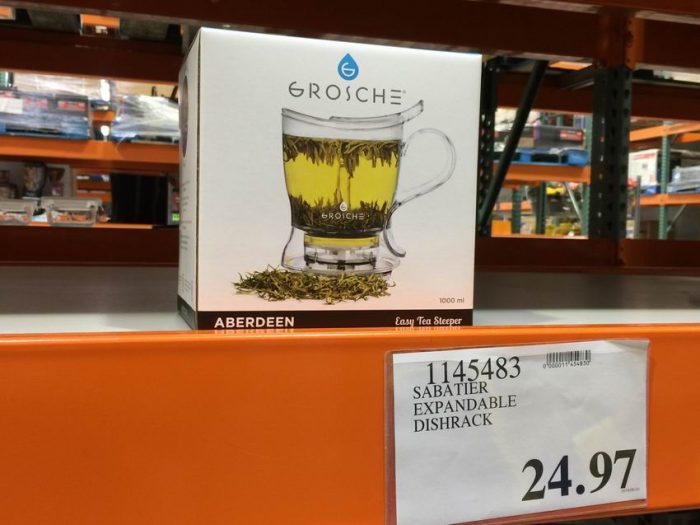 GROSCHE®
GROSCHE
1000 ml
ABERDEEN
Easy Tea Steeper
1145483
SABATIER
EXPANDABLE
DISHRACK
24.97